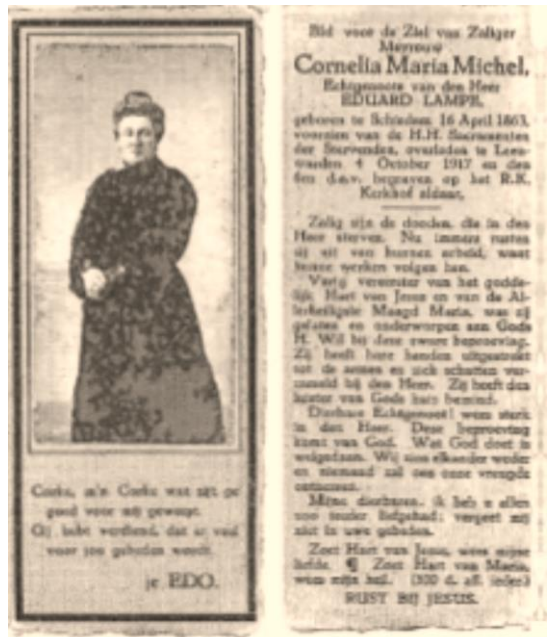 Corke, m'n Corke wat zijt ge
goed voor mij geweest.
Gij hebt verdiend, dat er veel
voor jou gebeden wordt.
je EDO.
Bid voor de Ziel van Zaliger
Mevrouw
Cornelia Maria Michel,
Echtgenoote van den Heer
EDUARD LAMPE,
geboren te Schiedam 16 April 1863,
voorzien van de H.H. Sacramenten
der Stervenden, overleden te Leeu-
warden 4 October 1917 en den
d.a.v. begraven op het R.K.
Kerkhof aldaar.
Zalig zijn de dooden, die in den
Heer sterven. Nu immers rusten
zij uit van hunnen arbeid, want
hunne werken volgen hen.
Vurig vereerster van het godde-
lijk Hart van Jesus en van de Al-
lerheiligste Maagd Maria, was zij
gelaten en onderworpen aan Gods
H. Wil bij deze zware beproeving.
Zij heeft hare handen uitgestrekt
tot de armen en zich schatten ver-
zameld bij den Heer. Zij heeft den
luister van Gods huis bemind.
Dierbare Echtgenoot! wees sterk
in den Heer. Deze beproeving
komt van God. Wat God doet is
welgedaan. Wij zien elkander weder
en niemand zal ons onze vreugde
ontnemen.
Mijne dierbaren, ik heb u allen
zoo teeder liefgehad; vergeet mij
niet in uwe gebeden.
Zoet Hart van Jesus, wees mijne
liefde. ¶ Zoet Hart van Maria,
wees mijn heil. (300 d. afl. ieder)
RUST BIJ JESUS.